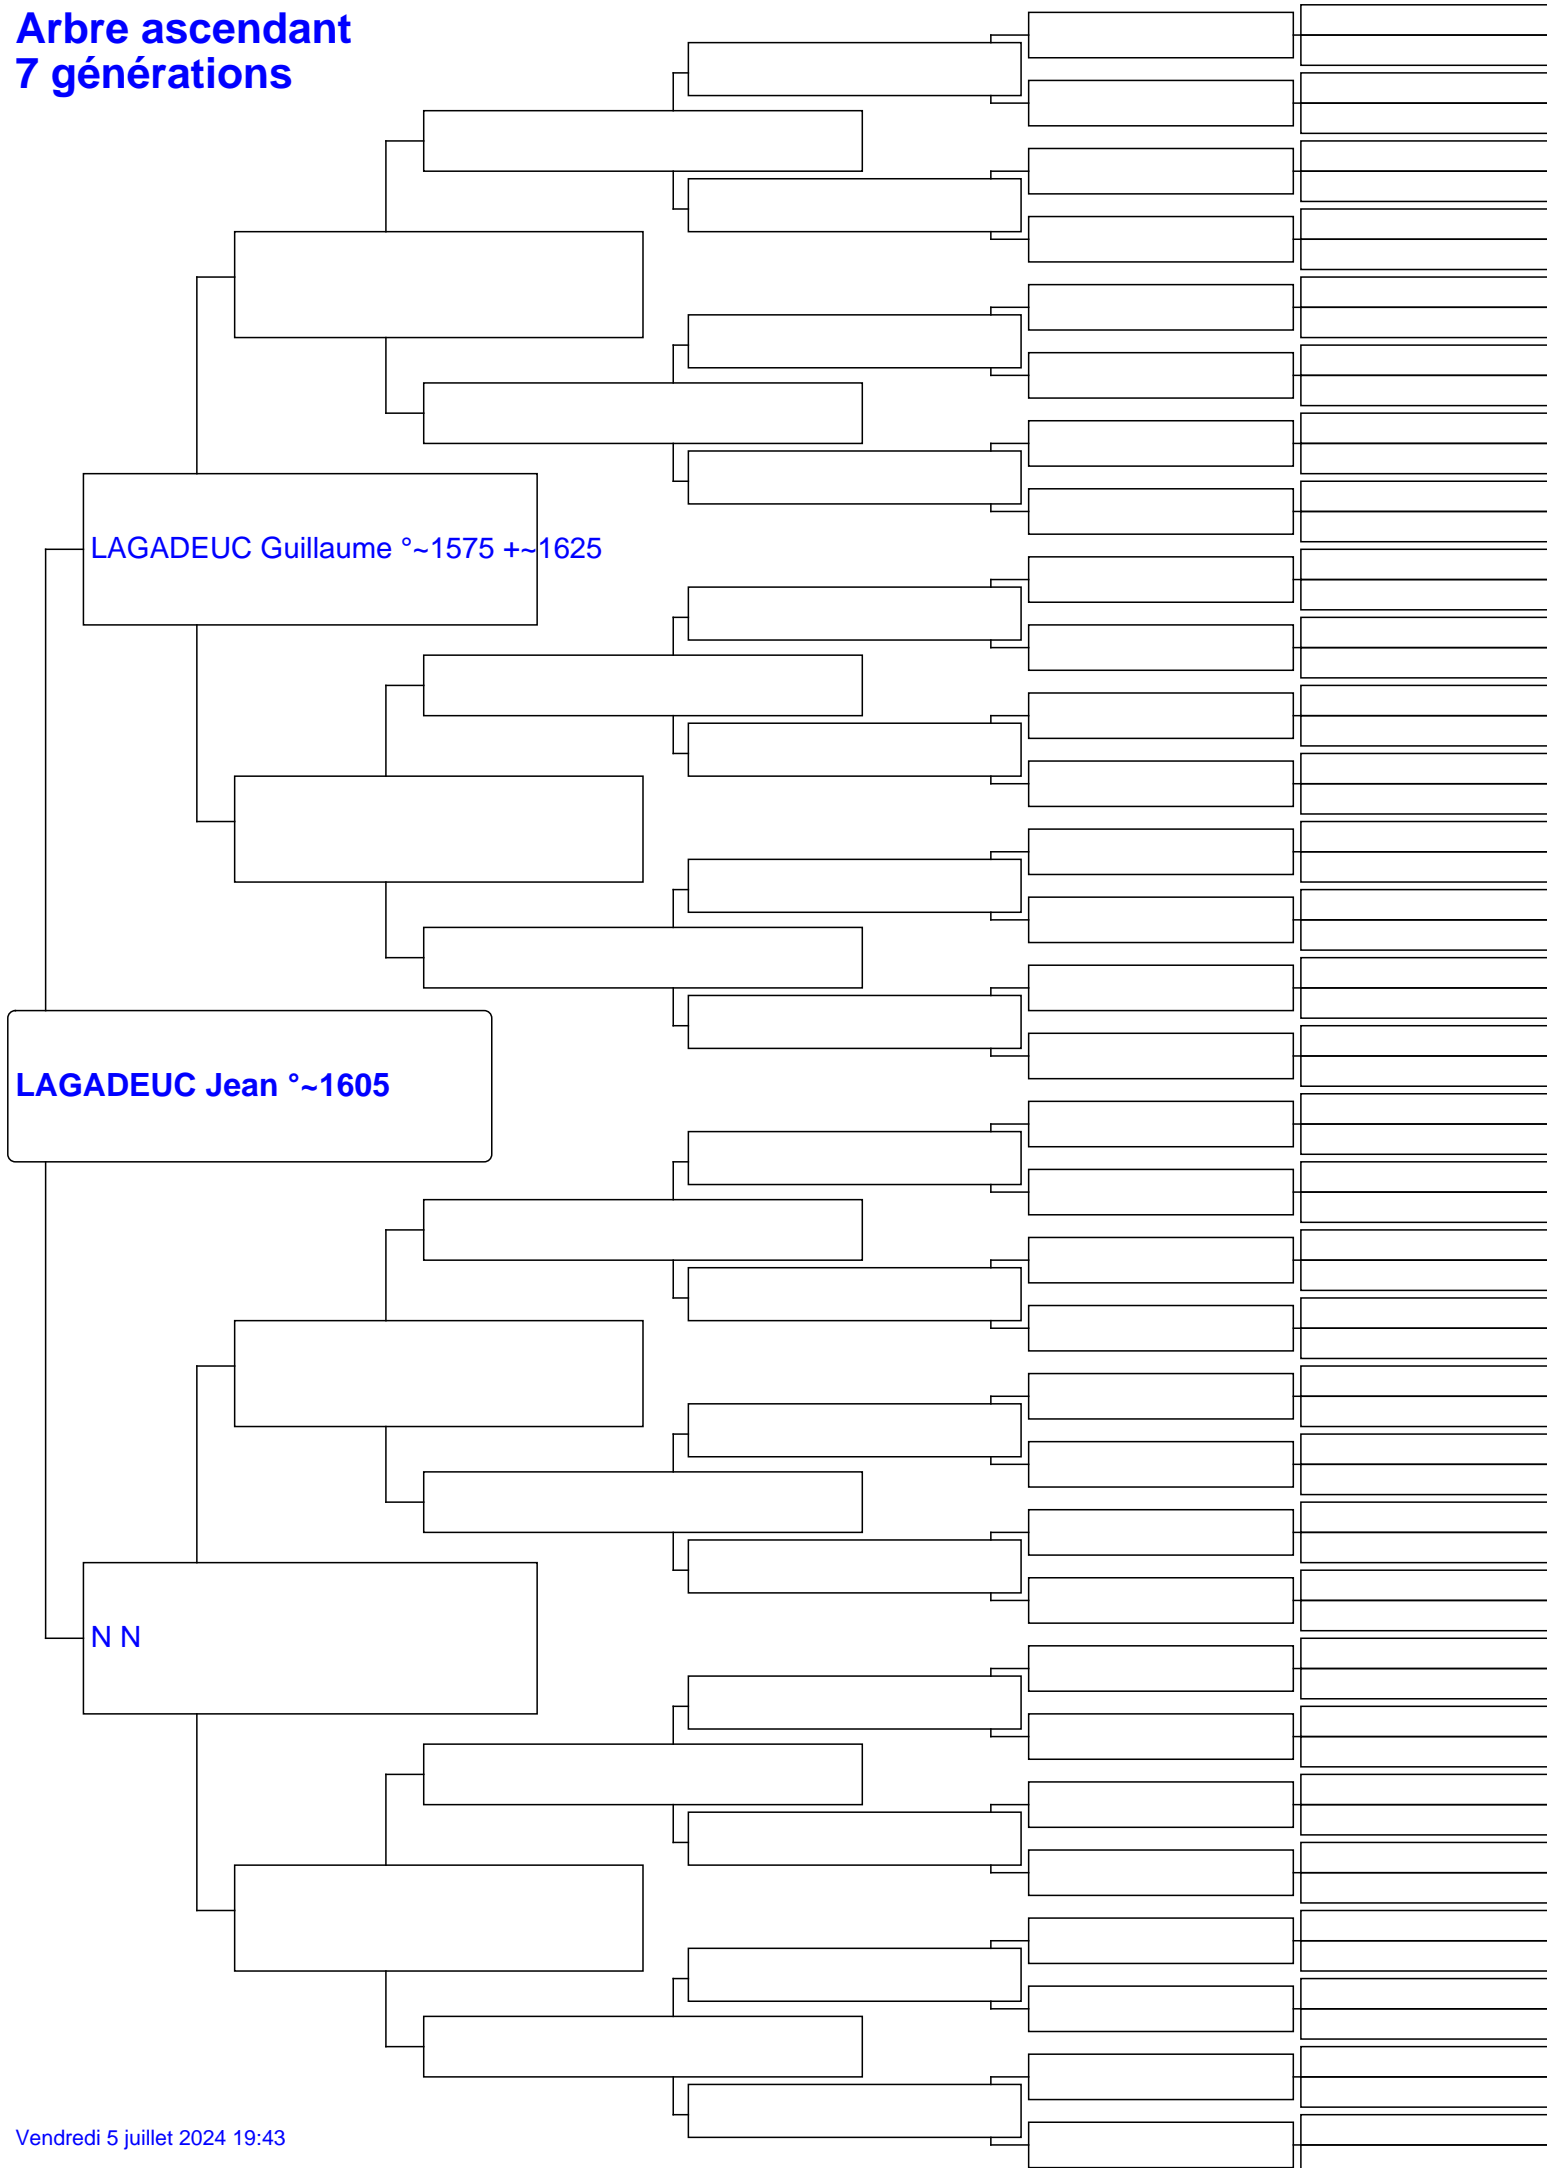 Arbre ascendant
7 générations
LAGADEUC Guillaume °~1575 +~1625
LAGADEUC Jean °~1605
N N
Vendredi 5 juillet 2024 19:43